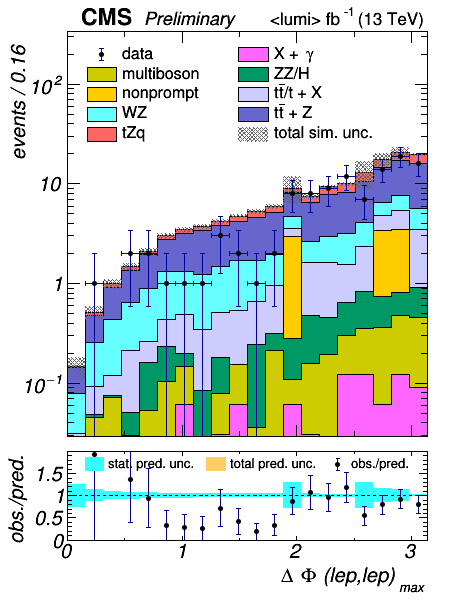 CMS Preliminary <lumi> fb⁻¹ (13 TeV)
events / 0.16
10²
10
1
10⁻¹
data
multiboson
nonprompt
WZ
tZq
X + γ
ZZ/H
tt̄/t + X
tt̄ + Z
total sim. unc.
obs./pred.
stat. pred. unc. total pred. unc. obs./pred.
1.5
1
0.5
0
0 1 2 3
Δ Φ (lep,lep)max